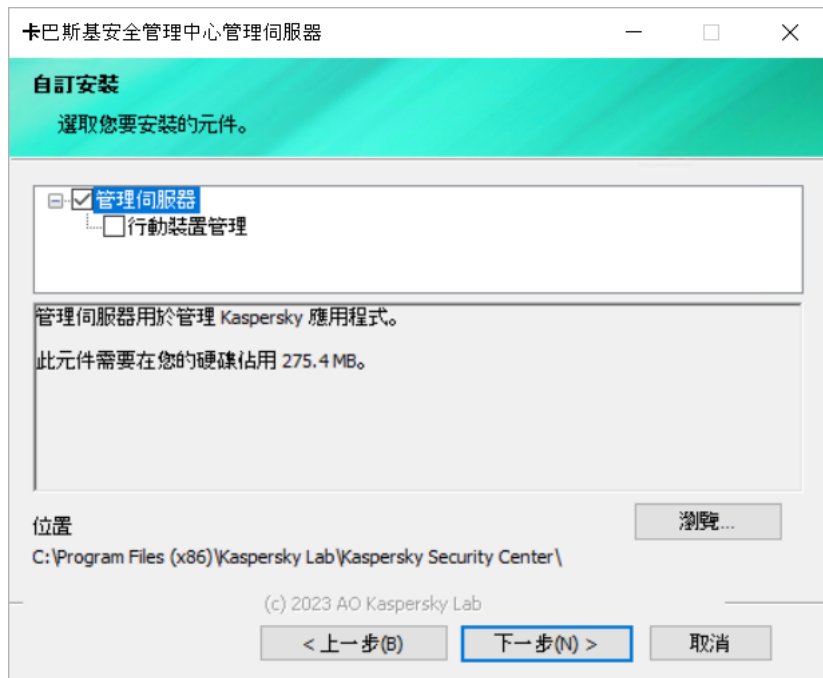 卡巴斯基安全管理中心管理伺服器
自訂安裝
選取您要安裝的元件。
管理伺服器
行動裝置管理
管理伺服器用於管理 Kaspersky 應用程式。
此元件需要在您的硬碟佔用 275.4 MB。
位置
瀏覽...
C:\Program Files (x86)\Kaspersky Lab\Kaspersky Security Center\
(c) 2023 AO Kaspersky Lab
< 上一步(B) 下一步(N) > 取消